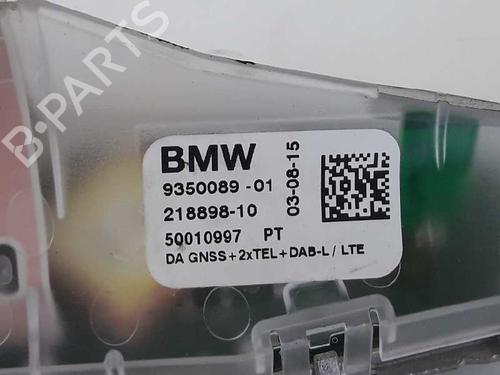 B-PARTS
BMW
9350089-01
218898-10
50010997 PT
DA GNSS+2xTEL+DAB-L/ LTE
03-08-15